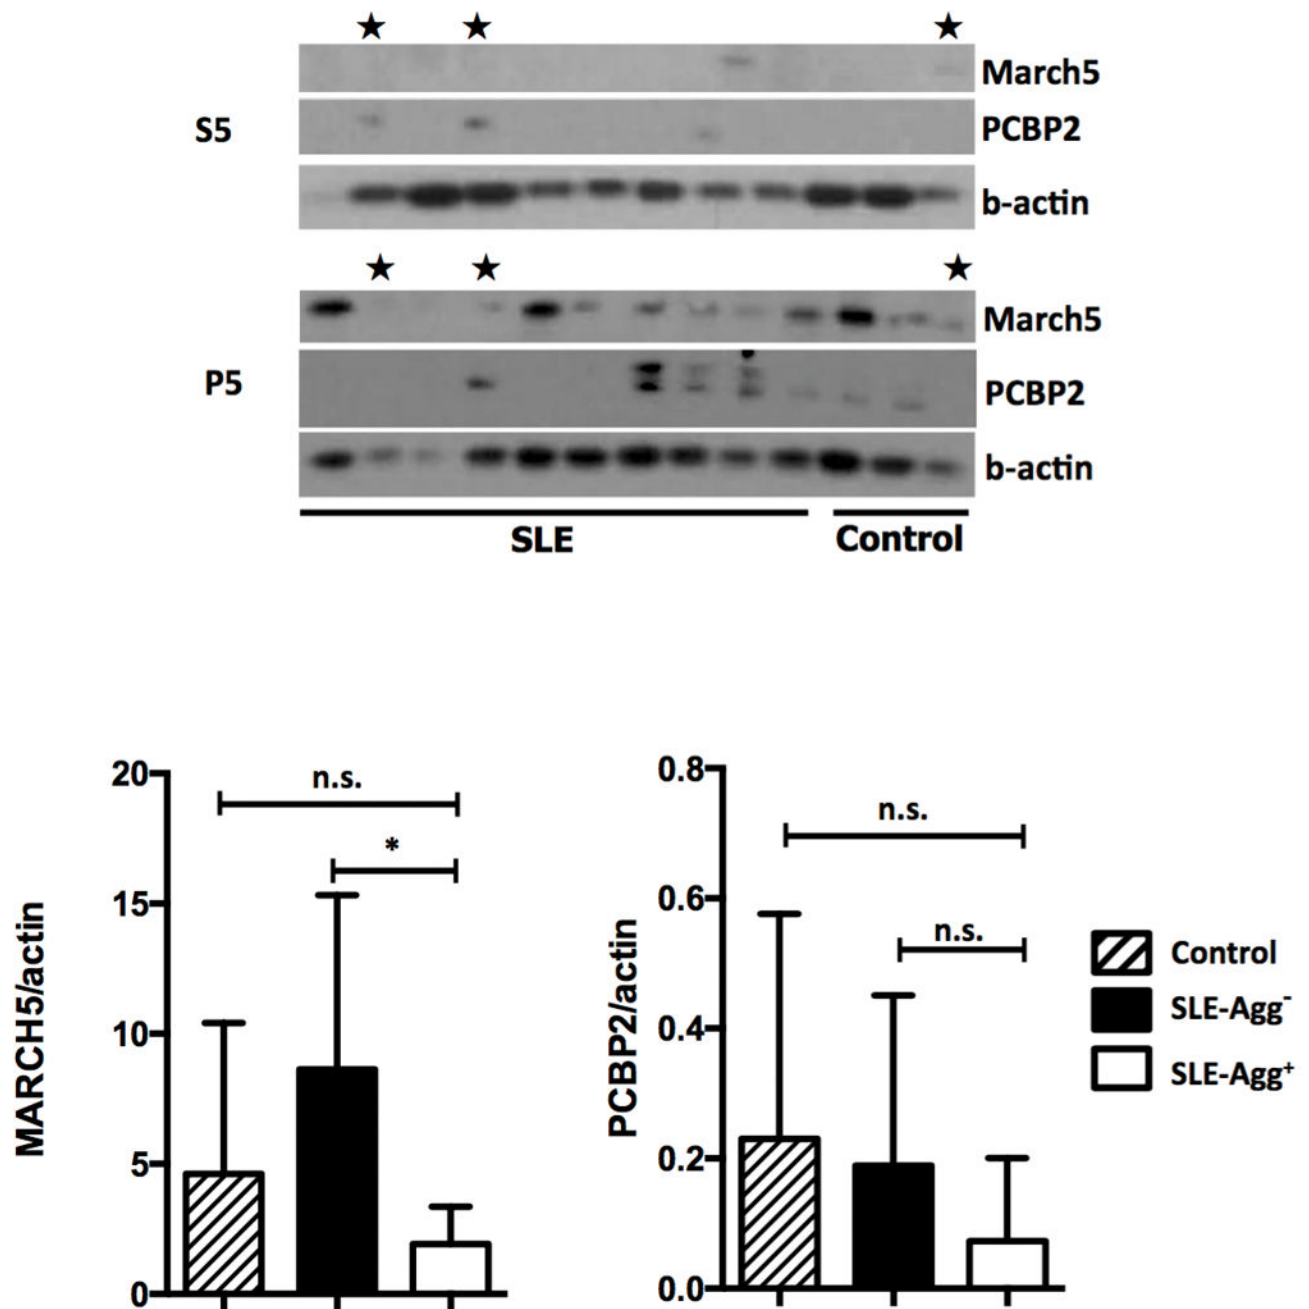 ★ ★ ★
March5
S5
PCBP2
b-actin
★ ★ ★
March5
P5
PCBP2
b-actin
SLE Control
20
15
10
5
0
MARCH5/actin
n.s.
*
0.8
0.6
0.4
0.2
0.0
PCBP2/actin
n.s.
n.s.
Control
SLE-Agg⁻
SLE-Agg⁺